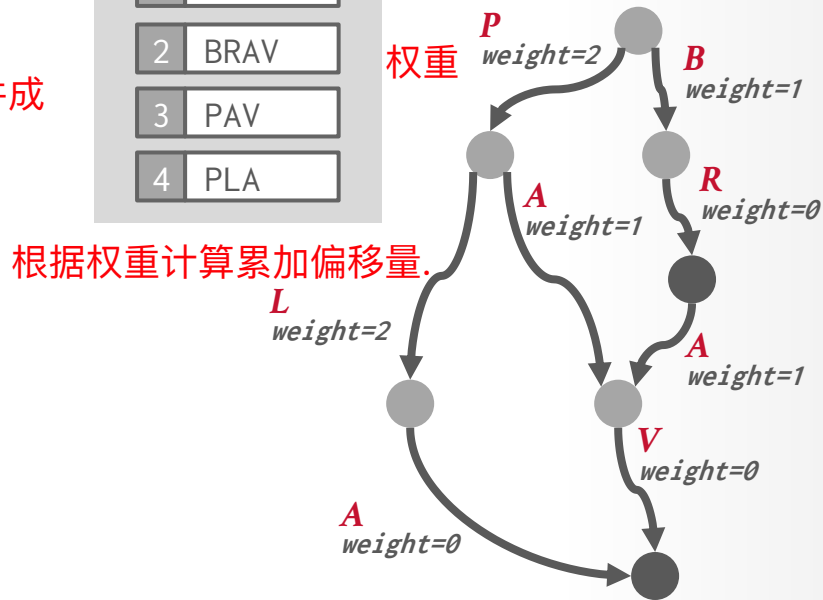 2 BRAV
3 PAV
4 PLA
成
权重
根据权重计算累加偏移量.
P
weight=2
B
weight=1
R
weight=0
A
weight=1
L
weight=2
A
weight=1
V
weight=0
A
weight=0